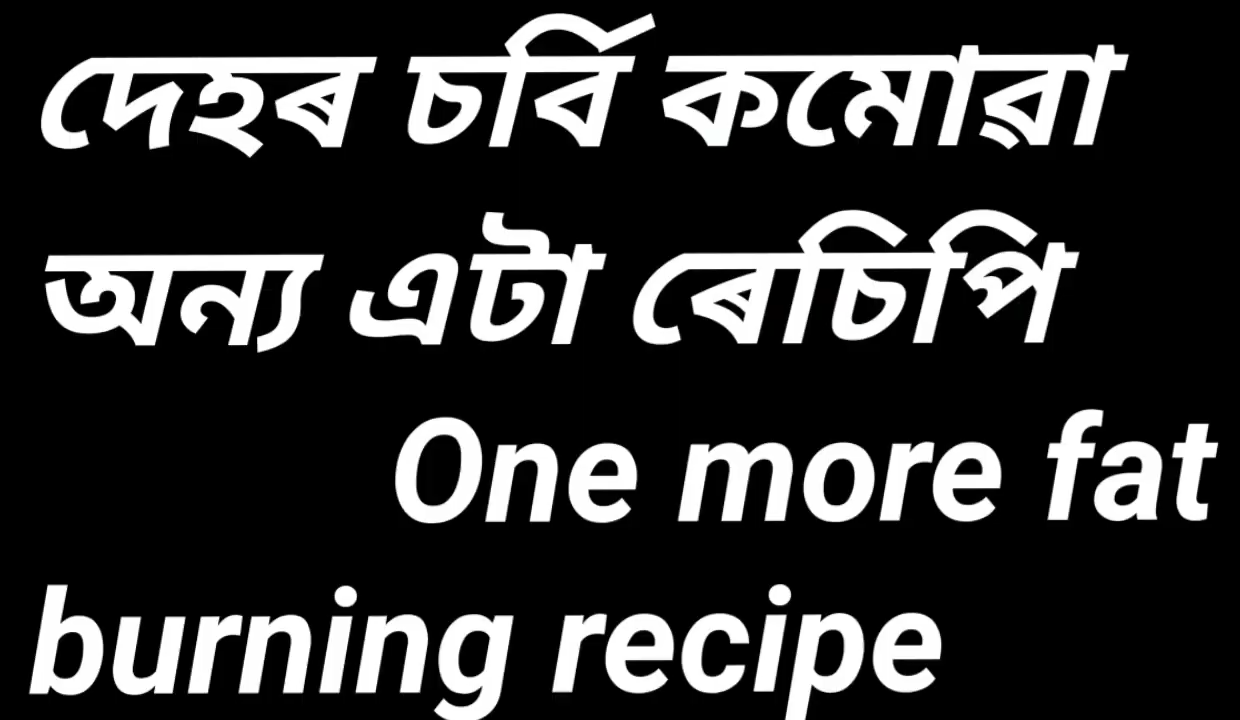 দেহৰ চৰ্বি কমোৱা
অন্য এটা ৰেচিপি
One more fat
burning recipe